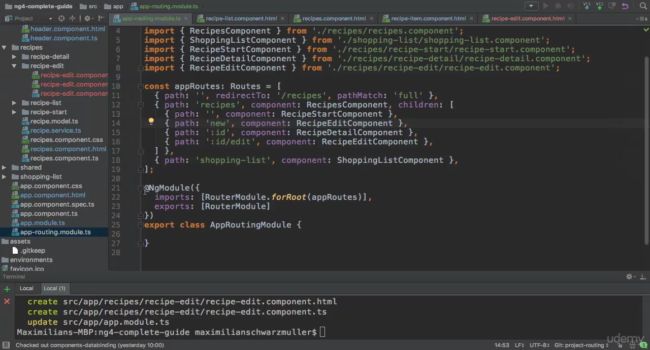 ng4-complete-guide src app app-routing.module.ts
Project
app-routing.module.ts recipe-list.component.html recipes.component.html recipe-item.component.html recipe-edit.component.html
header.component.html
header.component.ts
recipes
recipe-detail
recipe-edit
recipe-edit.component
recipe-edit.component
recipe-edit.component
recipe-list
recipe-start
recipe.model.ts
recipe.service.ts
recipes.component.css
recipes.component.html
recipes.component.ts
shared
shopping-list
app.component.css
app.component.html
app.component.spec.ts
app.component.ts
app.module.ts
app-routing.module.ts
assets
.gitkeep
environments
favicon.ico
4 import { RecipesComponent } from './recipes/recipes.component';
5 import { ShoppingListComponent } from './shopping-list/shopping-list.component';
6 import { RecipeStartComponent } from './recipes/recipe-start/recipe-start.component';
7 import { RecipeDetailComponent } from './recipes/recipe-detail/recipe-detail.component';
8 import { RecipeEditComponent } from './recipes/recipe-edit/recipe-edit.component';
9
10 const appRoutes: Routes = [
11 { path: '', redirectTo: '/recipes', pathMatch: 'full' },
12 { path: 'recipes', component: RecipesComponent, children: [
13 { path: '', component: RecipeStartComponent },
14 { path: 'new', component: RecipeEditComponent },
15 { path: ':id', component: RecipeDetailComponent },
16 { path: ':id/edit', component: RecipeEditComponent },
17 ] },
18 { path: 'shopping-list', component: ShoppingListComponent },
19 ];
20
21 @NgModule({
22 imports: [RouterModule.forRoot(appRoutes)],
23 exports: [RouterModule]
24 })
25 export class AppRoutingModule {
26
27 }
28
Terminal
Local Local (1)
create src/app/recipes/recipe-edit/recipe-edit.component.html
create src/app/recipes/recipe-edit/recipe-edit.component.ts
update src/app/app.module.ts
Maximilians-MBP:ng4-complete-guide maximilianschwarzmuller$
Checked out components-databinding (yesterday 10:00) 14:53 LF÷ UTF-8÷ Git: project-routing
udemy